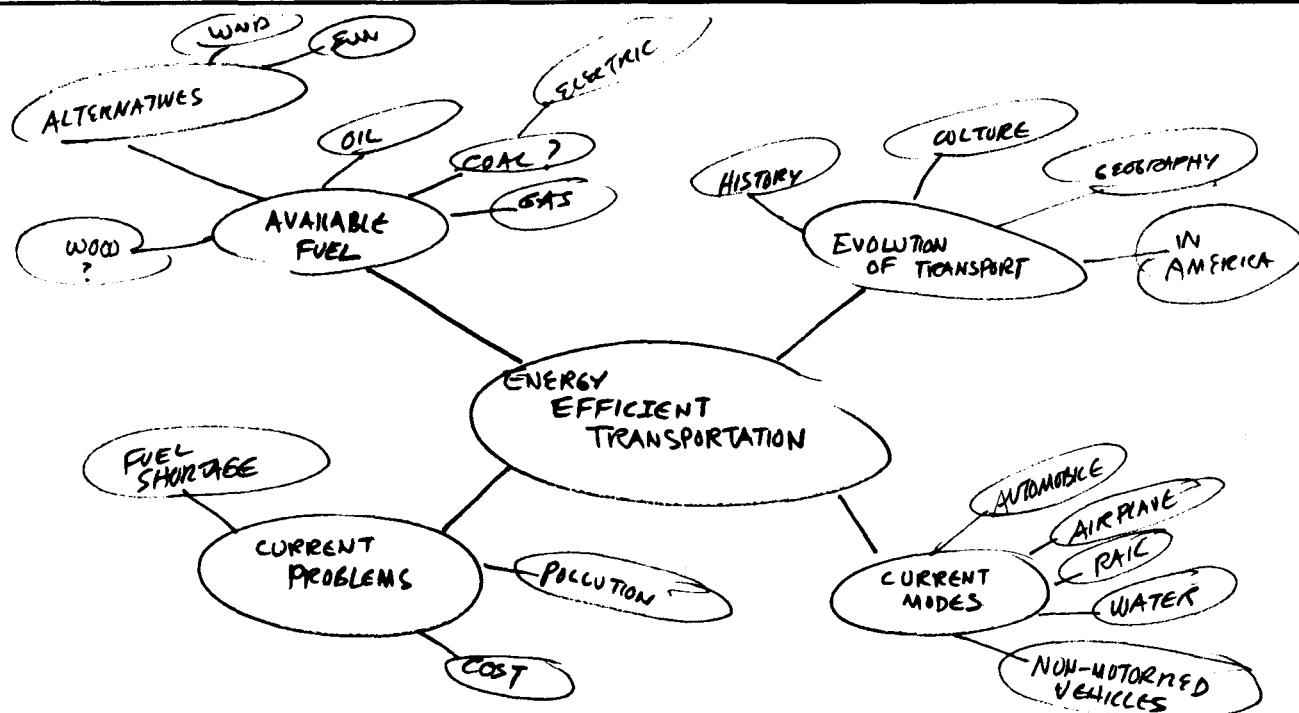 WIND
SUN
ALTERNATIVES
ELECTRIC
OIL
COAL ?
GAS
AVAILABLE
FUEL
WOOD
?
HISTORY
CULTURE
GEOGRAPHY
EVOLUTION
OF TRANSPORT
IN
AMERICA
ENERGY
EFFICIENT
TRANSPORTATION
FUEL
SHORTAGE
CURRENT
PROBLEMS
POLLUTION
COST
AUTOMOBILE
AIRPLANE
RAIL
WATER
CURRENT
MODES
NON-MOTORIZED
VEHICLES